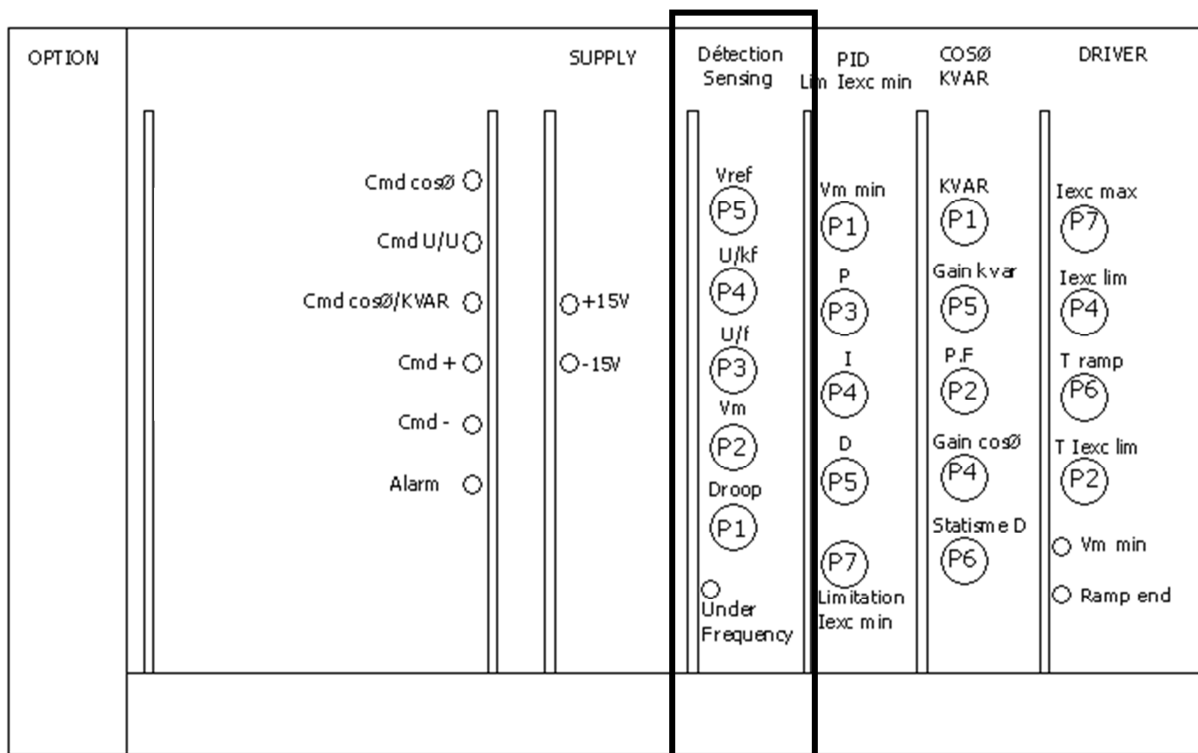 OPTION
SUPPLY
Cmd cosØ
Cmd U/U
Cmd cosØ/KVAR
Cmd +
Cmd -
Alarm
+15V
-15V
Détection
Sensing
Vref
P5
U/kf
P4
U/f
P3
Vm
P2
Droop
P1
Under
Frequency
PID
Lim Iexc min
Vm min
P1
P
P3
I
P4
D
P5
P7
Limitation
Iexc min
COSØ
KVAR
KVAR
P1
Gain kvar
P5
P.F
P2
Gain cosØ
P4
Statisme D
P6
DRIVER
Iexc max
P7
Iexc lim
P4
T ramp
P6
T Iexc lim
P2
Vm min
Ramp end